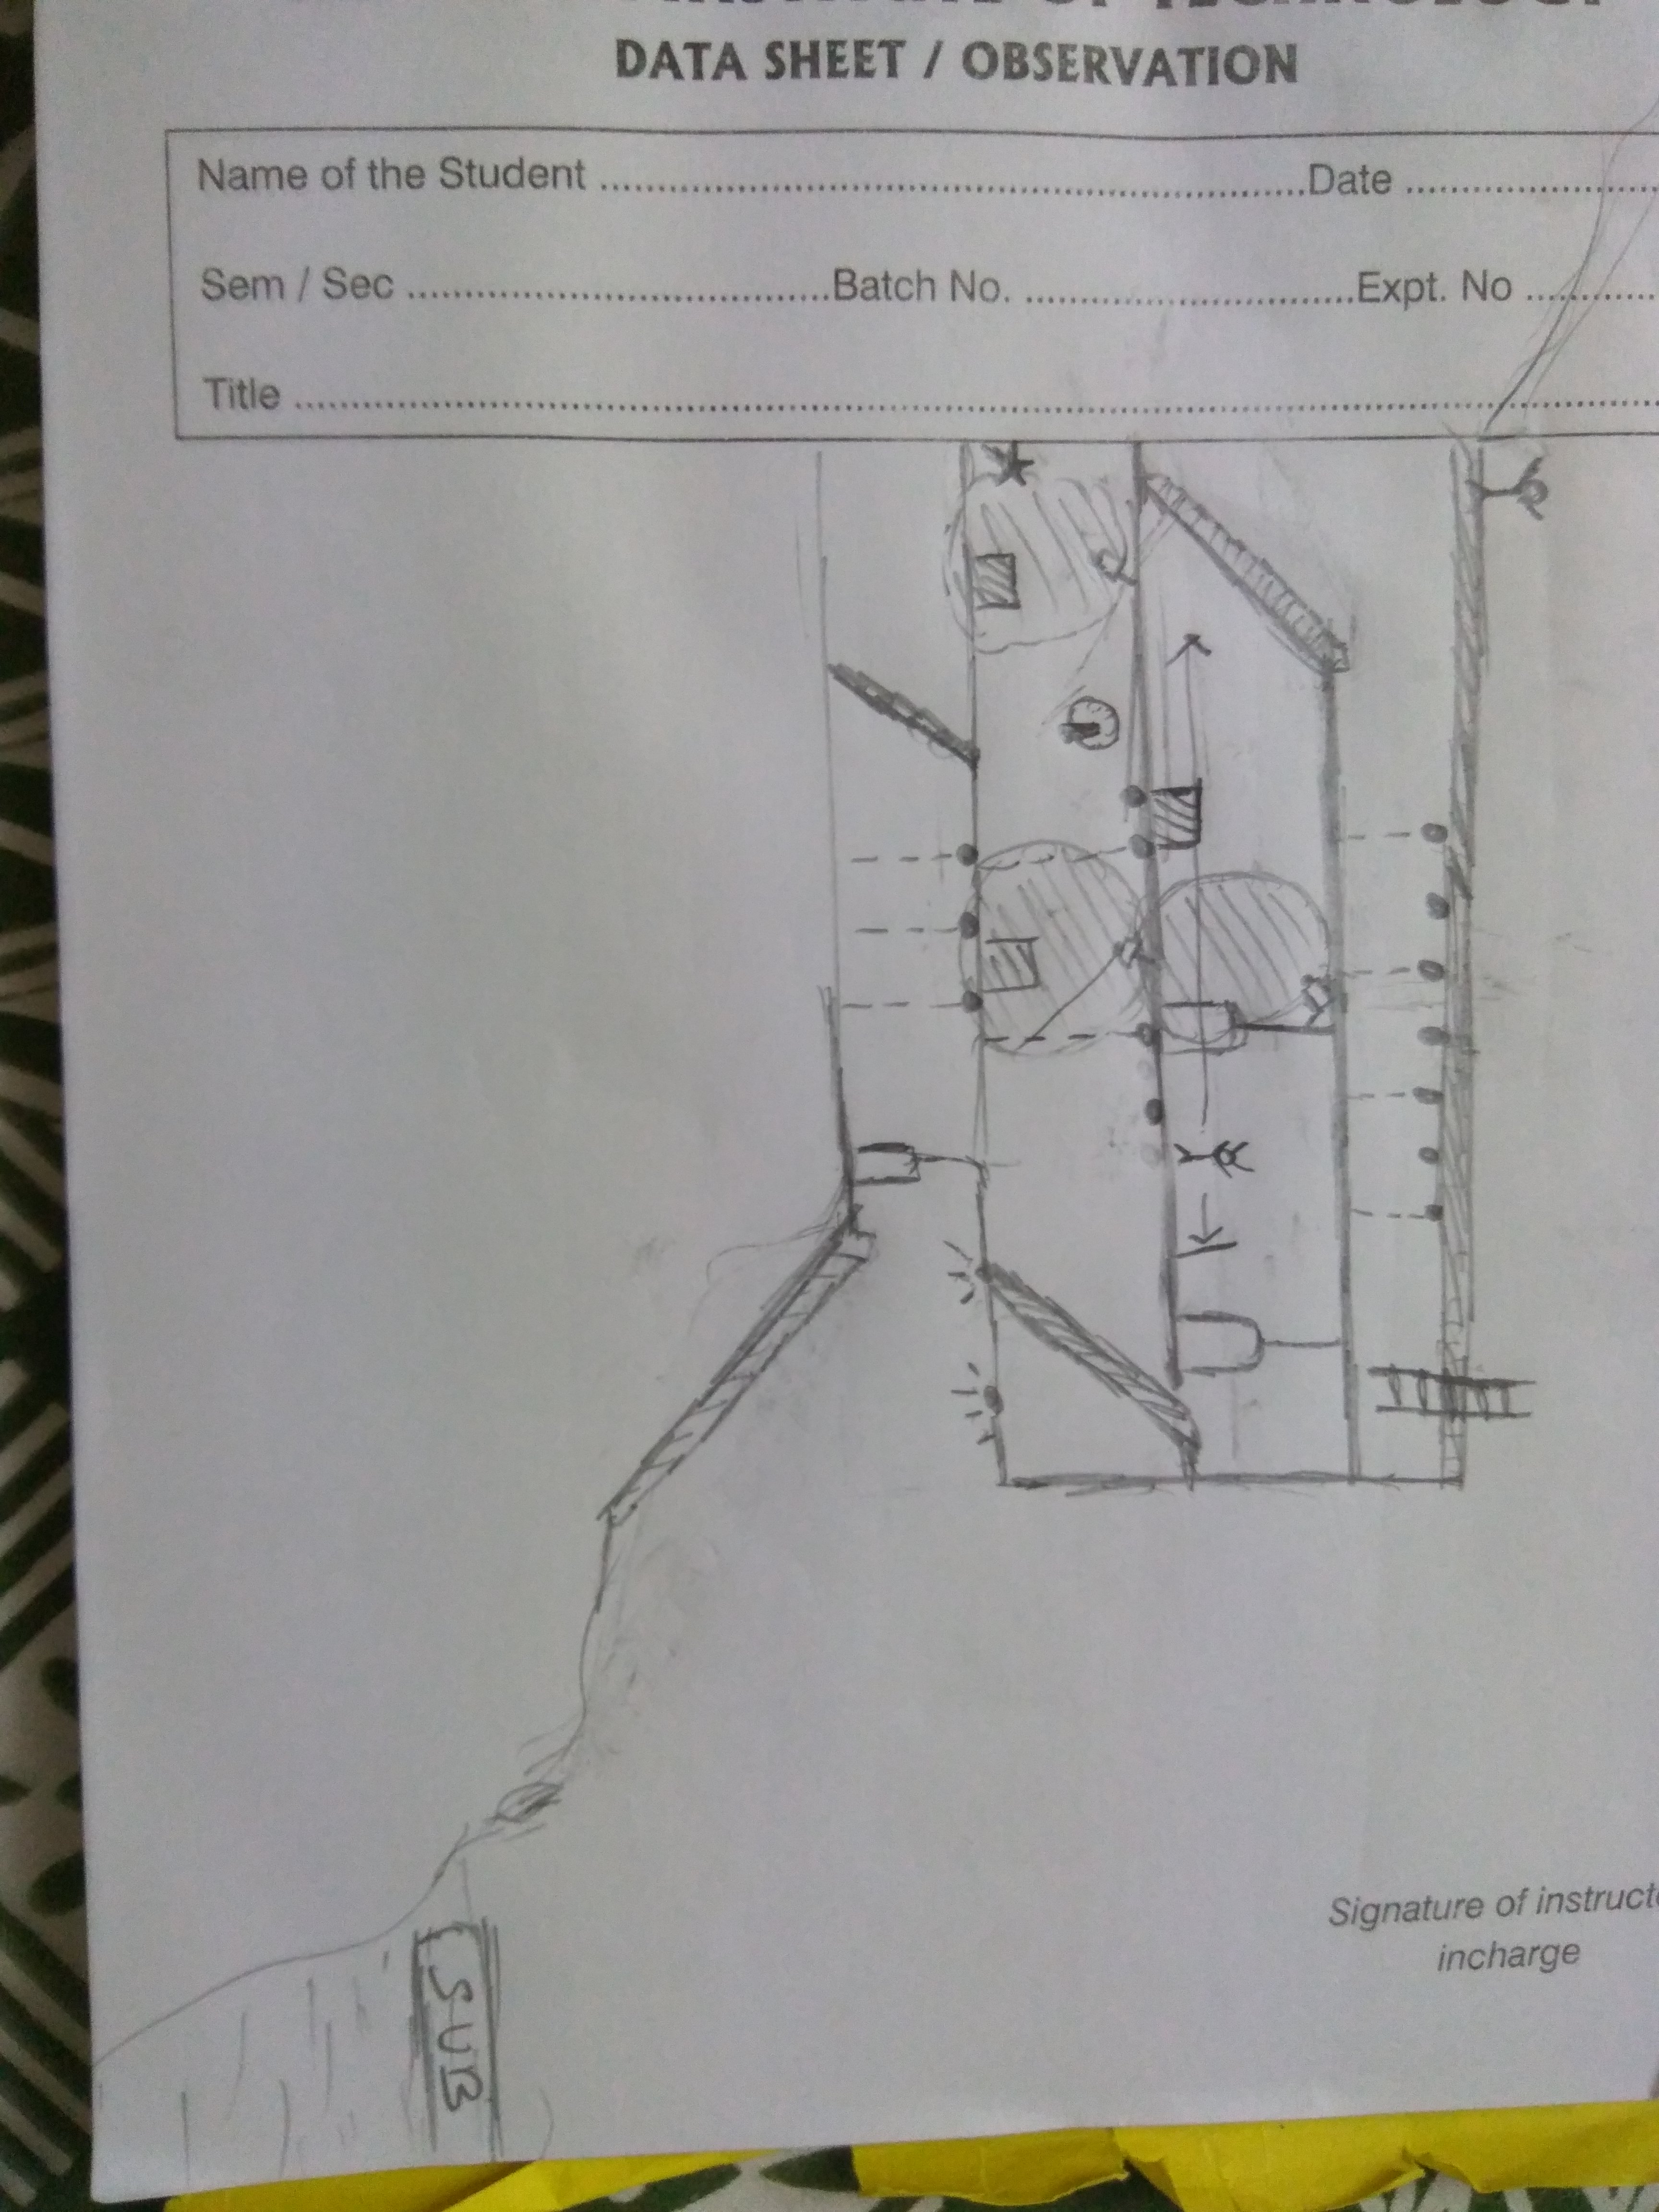 DATA SHEET / OBSERVATION
Name of the Student ........................................ Date ..........
Sem / Sec ........................ Batch No. ........................ Expt. No ..........
Title ................................................................................
SUB
Signature of instruct
incharge